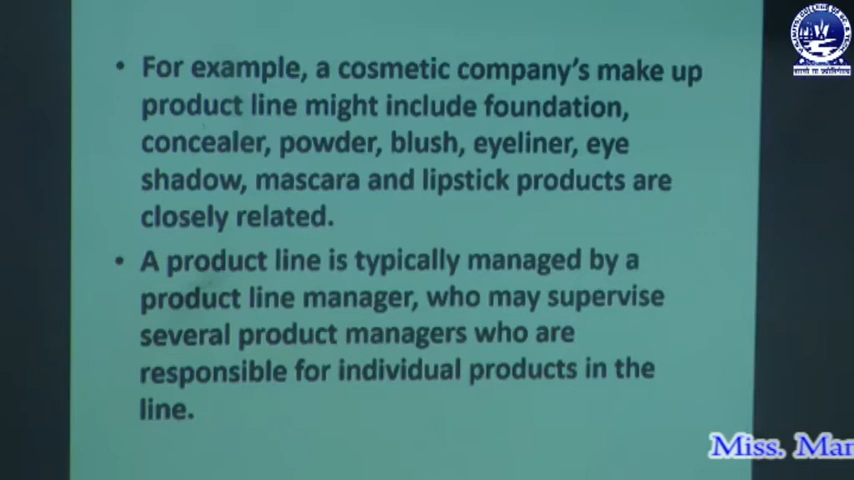 • For example, a cosmetic company's make up
product line might include foundation,
concealer, powder, blush, eyeliner, eye
shadow, mascara and lipstick products are
closely related.
• A product line is typically managed by a
product line manager, who may supervise
several product managers who are
responsible for individual products in the
line.
Miss. Mar